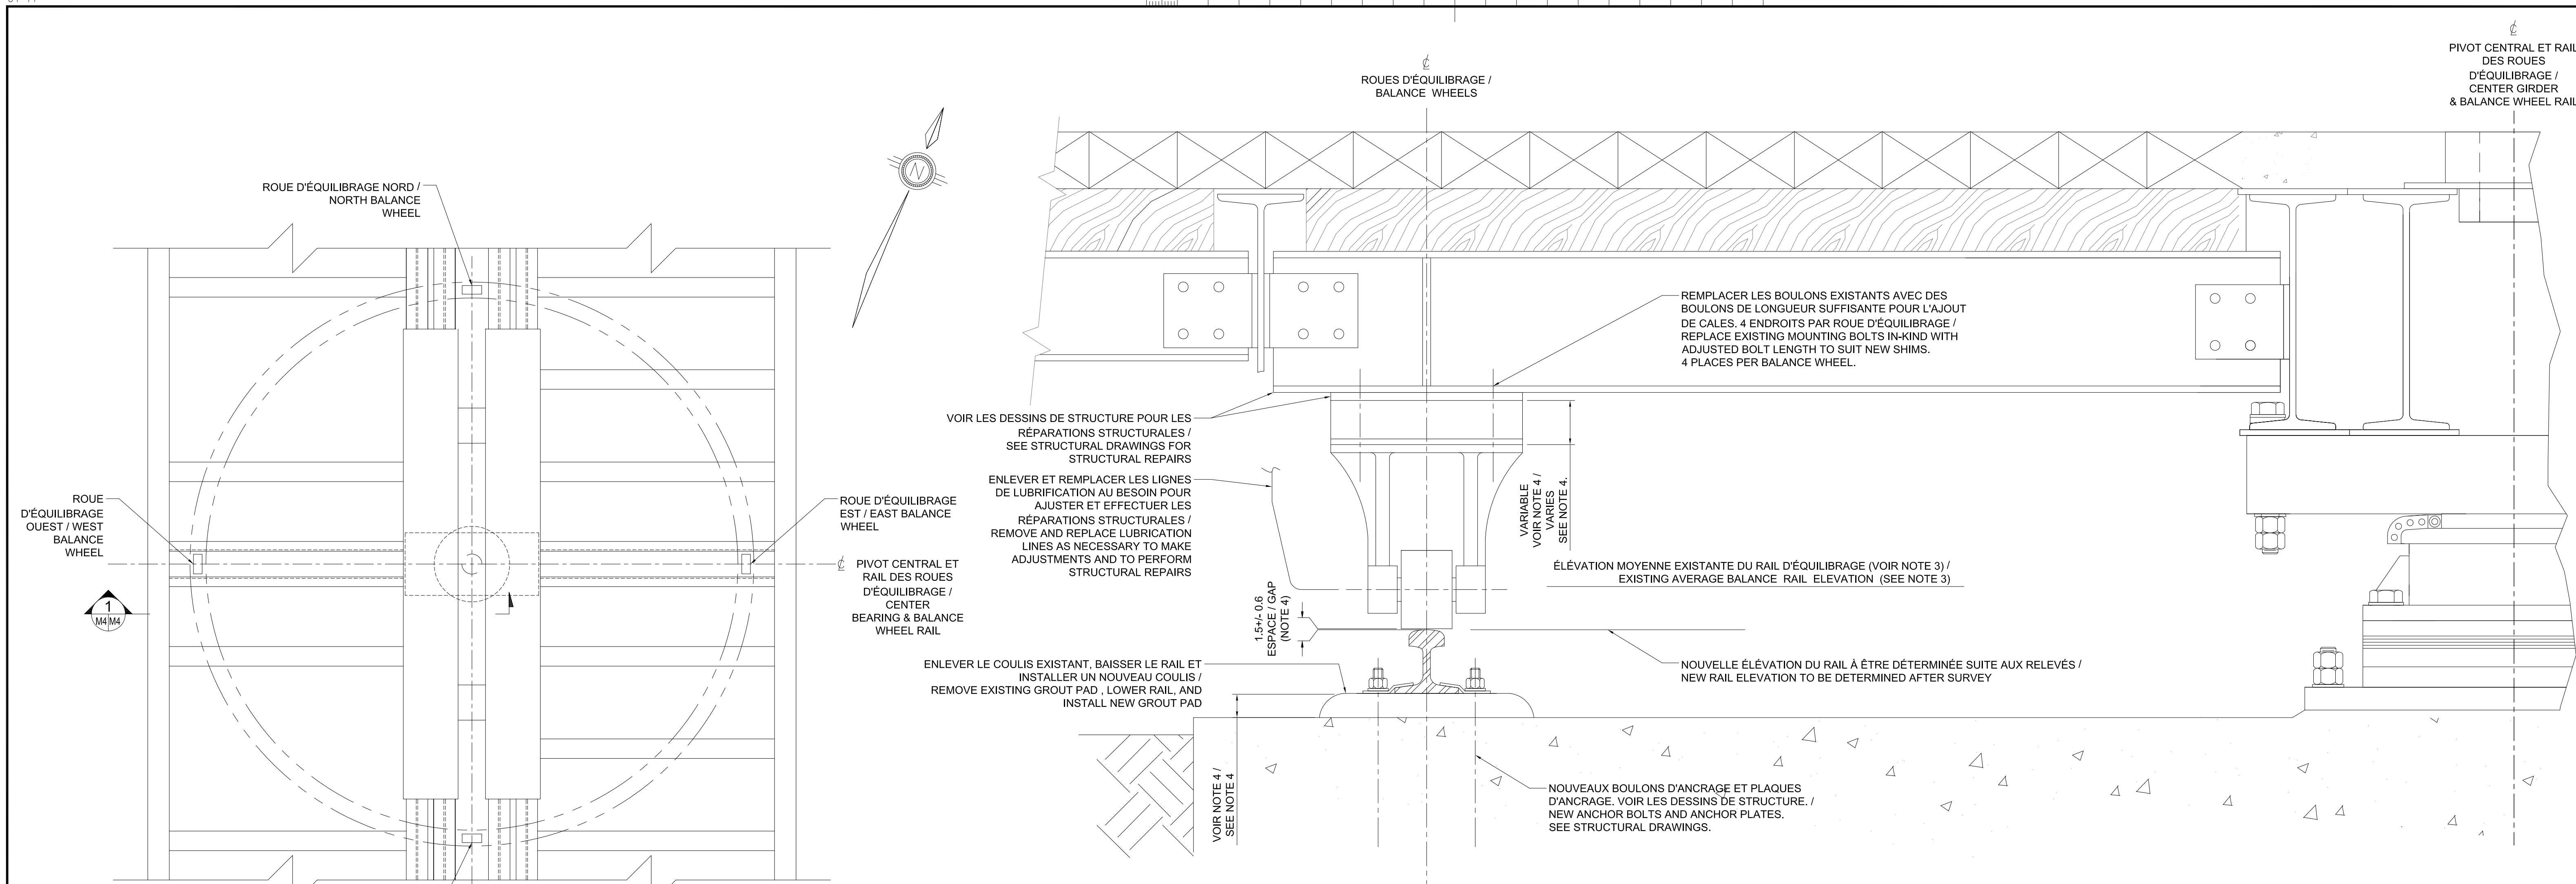 ROUE D'ÉQUILIBRAGE NORD /
NORTH BALANCE
WHEEL
N
ROUE
D'ÉQUILIBRAGE
OUEST / WEST
BALANCE
WHEEL
ROUE D'ÉQUILIBRAGE
EST / EAST BALANCE
WHEEL
℄
PIVOT CENTRAL ET
RAIL DES ROUES
D'ÉQUILIBRAGE /
CENTER
BEARING & BALANCE
WHEEL RAIL
1
M4 M4
℄
ROUES D'ÉQUILIBRAGE /
BALANCE WHEELS
℄
PIVOT CENTRAL ET RAIL
DES ROUES
D'ÉQUILIBRAGE /
CENTER GIRDER
& BALANCE WHEEL RAIL
REMPLACER LES BOULONS EXISTANTS AVEC DES
BOULONS DE LONGUEUR SUFFISANTE POUR L'AJOUT
DE CALES. 4 ENDROITS PAR ROUE D'ÉQUILIBRAGE /
REPLACE EXISTING MOUNTING BOLTS IN-KIND WITH
ADJUSTED BOLT LENGTH TO SUIT NEW SHIMS.
4 PLACES PER BALANCE WHEEL.
VOIR LES DESSINS DE STRUCTURE POUR LES
RÉPARATIONS STRUCTURALES /
SEE STRUCTURAL DRAWINGS FOR
STRUCTURAL REPAIRS
ENLEVER ET REMPLACER LES LIGNES
DE LUBRIFICATION AU BESOIN POUR
AJUSTER ET EFFECTUER LES
RÉPARATIONS STRUCTURALES /
REMOVE AND REPLACE LUBRICATION
LINES AS NECESSARY TO MAKE
ADJUSTMENTS AND TO PERFORM
STRUCTURAL REPAIRS
VARIABLE
VOIR NOTE 4 /
VARIES
SEE NOTE 4.
ÉLÉVATION MOYENNE EXISTANTE DU RAIL D'ÉQUILIBRAGE (VOIR NOTE 3) /
EXISTING AVERAGE BALANCE RAIL ELEVATION (SEE NOTE 3)
1.5+/- 0.6
ESPACE / GAP
(NOTE 4)
ENLEVER LE COULIS EXISTANT, BAISSER LE RAIL ET
INSTALLER UN NOUVEAU COULIS /
REMOVE EXISTING GROUT PAD , LOWER RAIL, AND
INSTALL NEW GROUT PAD
NOUVELLE ÉLÉVATION DU RAIL À ÊTRE DÉTERMINÉE SUITE AUX RELEVÉS /
NEW RAIL ELEVATION TO BE DETERMINED AFTER SURVEY
VOIR NOTE 4 /
SEE NOTE 4
NOUVEAUX BOULONS D'ANCRAGE ET PLAQUES
D'ANCRAGE. VOIR LES DESSINS DE STRUCTURE. /
NEW ANCHOR BOLTS AND ANCHOR PLATES.
SEE STRUCTURAL DRAWINGS.